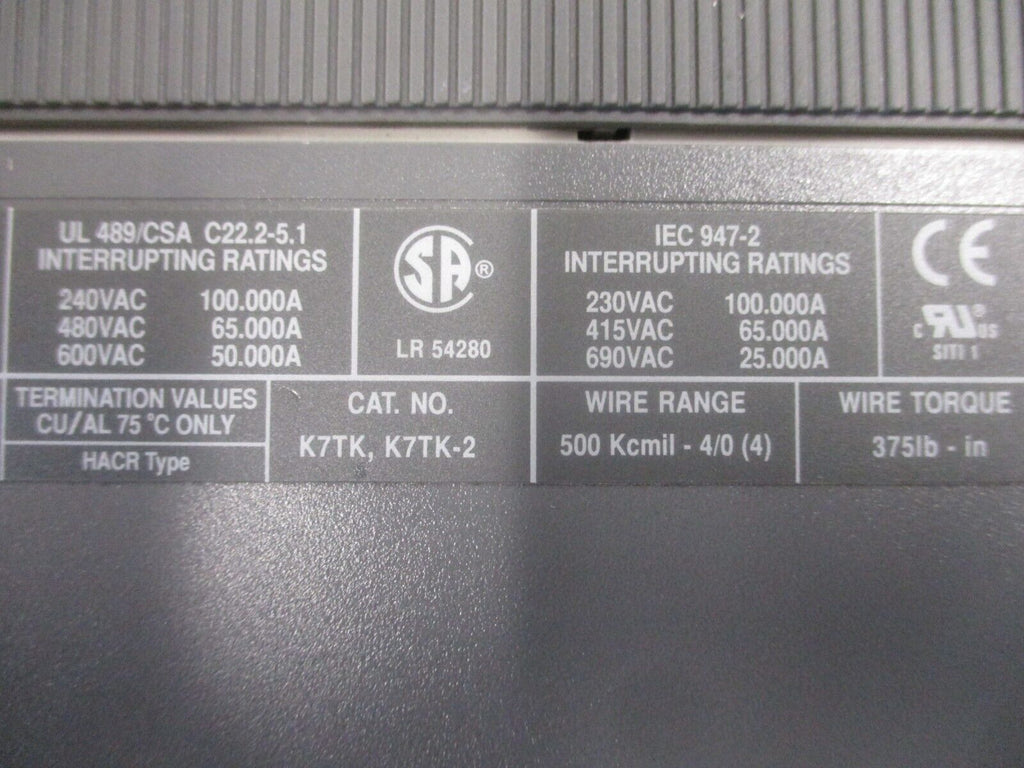 UL 489/CSA C22.2-5.1
INTERRUPTING RATINGS
240VAC 100.000A
480VAC 65.000A
600VAC 50.000A
SA®
LR 54280
IEC 947-2
INTERRUPTING RATINGS
230VAC 100.000A
415VAC 65.000A
690VAC 25.000A
CE
c RU® US
SITI 1
TERMINATION VALUES
CU/AL 75 °C ONLY
HACR Type
CAT. NO.
K7TK, K7TK-2
WIRE RANGE
500 Kcmil - 4/0 (4)
WIRE TORQUE
375lb - in